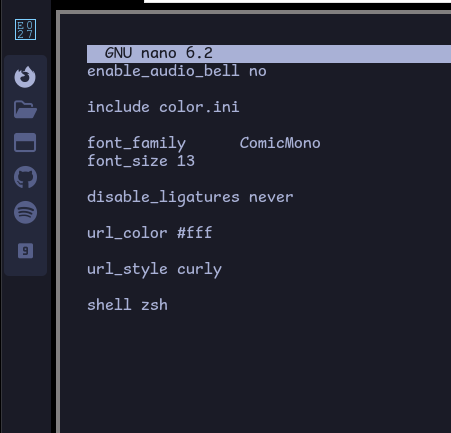 E0
27
9
GNU nano 6.2
enable_audio_bell no
include color.ini
font_family      ComicMono
font_size 13
disable_ligatures never
url_color #fff
url_style curly
shell zsh